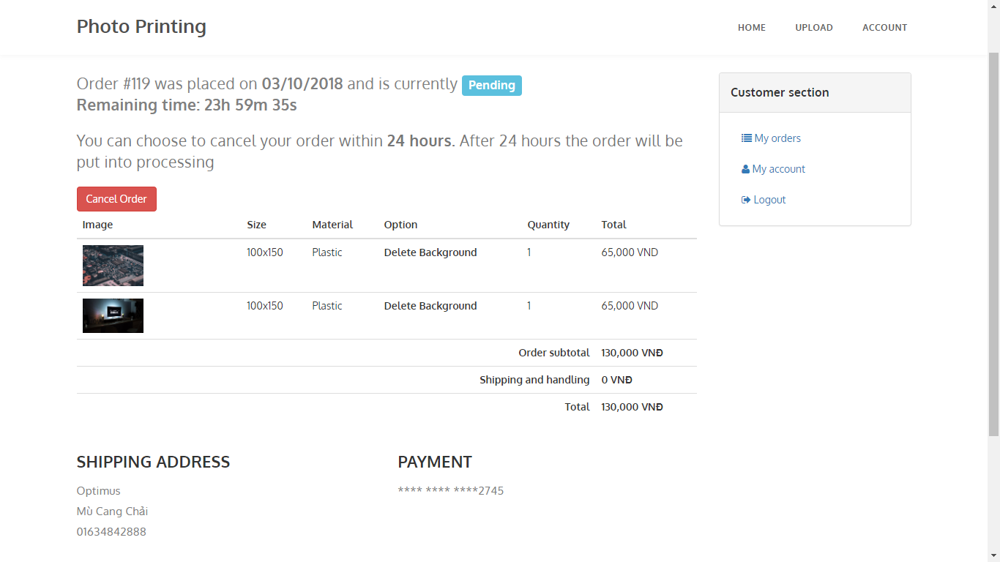 Photo Printing
HOME UPLOAD ACCOUNT
Order #119 was placed on 03/10/2018 and is currently Pending
Remaining time: 23h 59m 35s
You can choose to cancel your order within 24 hours. After 24 hours the order will be
put into processing
Cancel Order
Image Size Material Option Quantity Total
100x150 Plastic Delete Background 1 65,000 VND
100x150 Plastic Delete Background 1 65,000 VND
Order subtotal 130,000 VNĐ
Shipping and handling 0 VNĐ
Total 130,000 VNĐ
Customer section
My orders
My account
Logout
SHIPPING ADDRESS
Optimus
Mù Cang Chải
01634842888
PAYMENT
**** **** ****2745